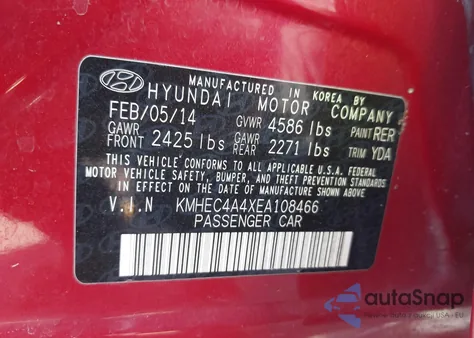 MANUFACTURED IN KOREA BY
HYUNDAI MOTOR COMPANY
FEB/05/14 GVWR 4586 lbs PAINT RER
GAWR FRONT 2425 lbs GAWR REAR 2271 lbs TRIM YDA
THIS VEHICLE CONFORMS TO ALL APPLICABLE U.S.A. FEDERAL
MOTOR VEHICLE SAFETY, BUMPER, AND THEFT PREVENTION STANDARDS
IN EFFECT ON THE DATE OF MANUFACTURE SHOWN ABOVE.
V.I.N KMHEC4A4XEA108466
PASSENGER CAR
autoSnap